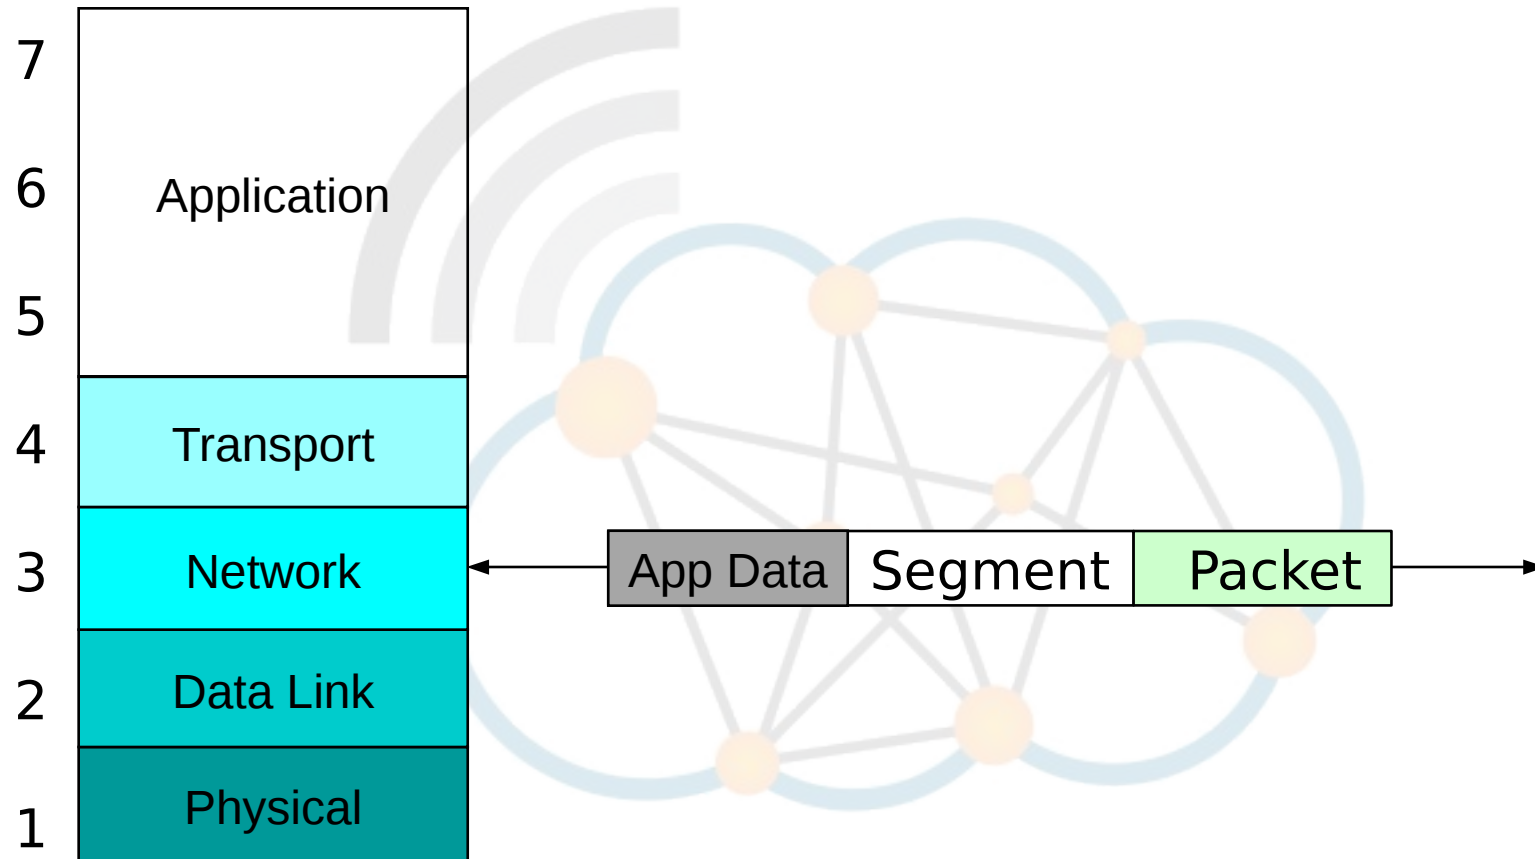 7
6
Application
5
4
Transport
3
Network
App Data
Segment
Packet
2
Data Link
1
Physical